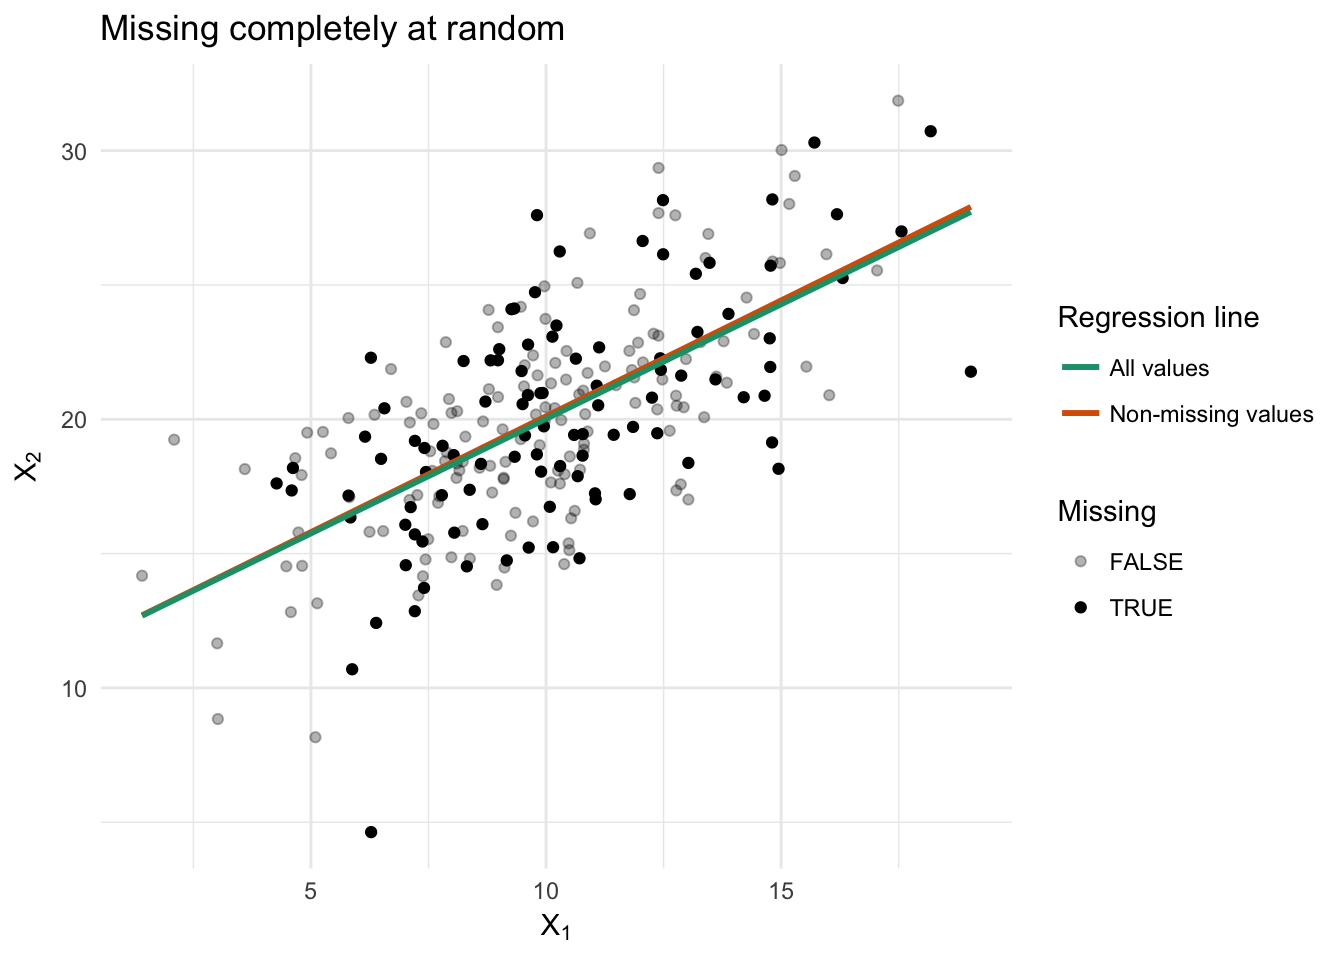 Missing completely at random
30
20
10
X₂
5
10
15
X₁
Regression line
All values
Non-missing values
Missing
FALSE
TRUE